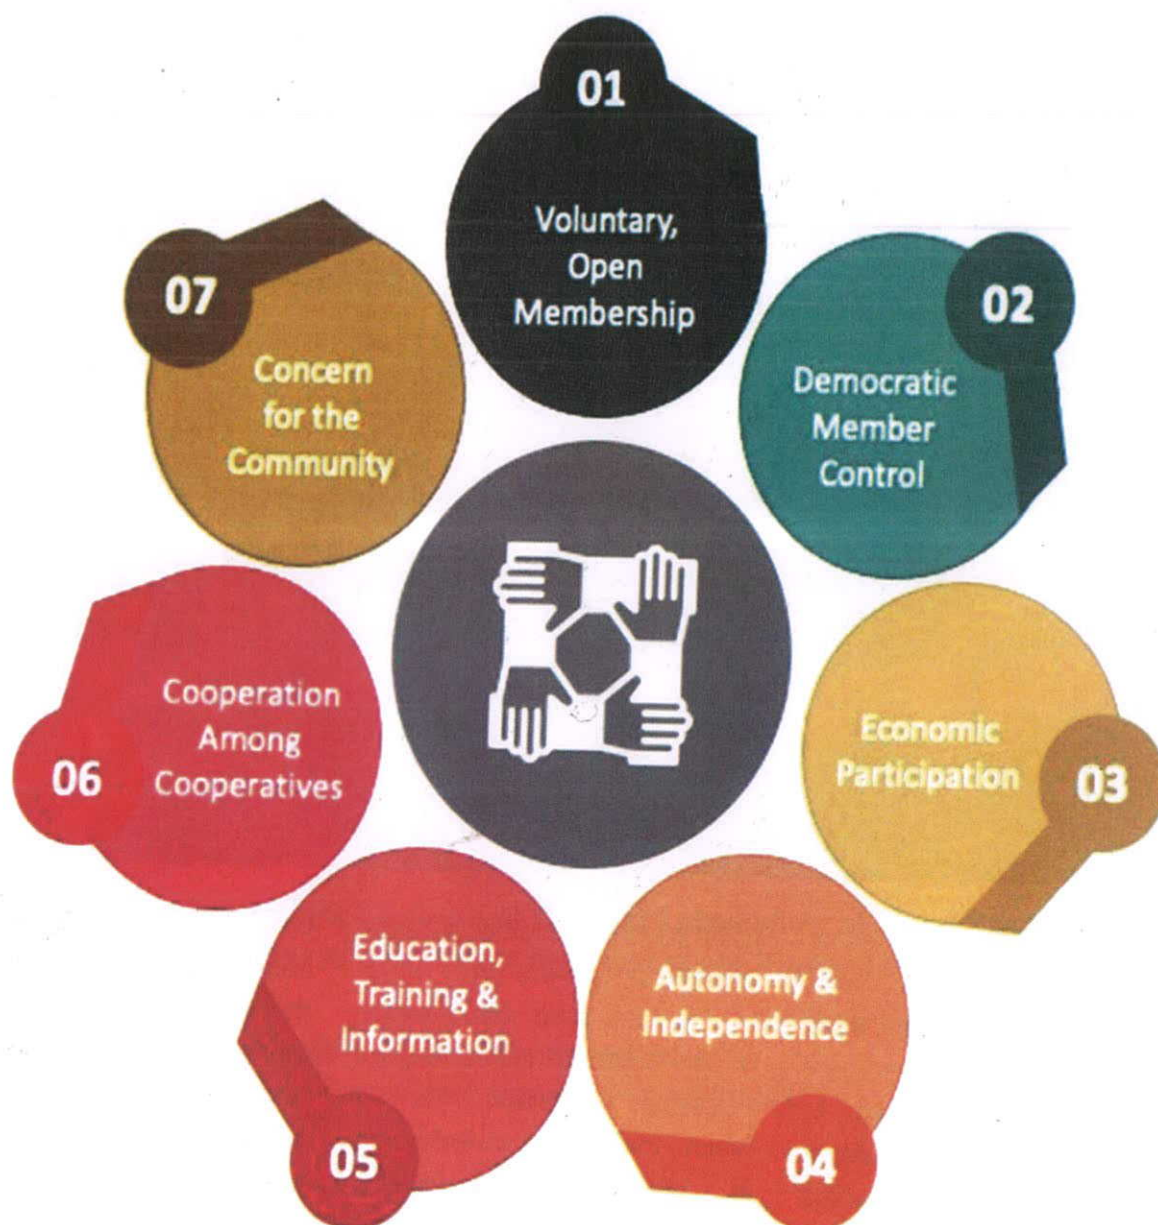 01
Voluntary,
Open
Membership
02
Democratic
Member
Control
03
Economic
Participation
04
Autonomy &
Independence
05
Education,
Training &
Information
06
Cooperation
Among
Cooperatives
07
Concern
for the
Community